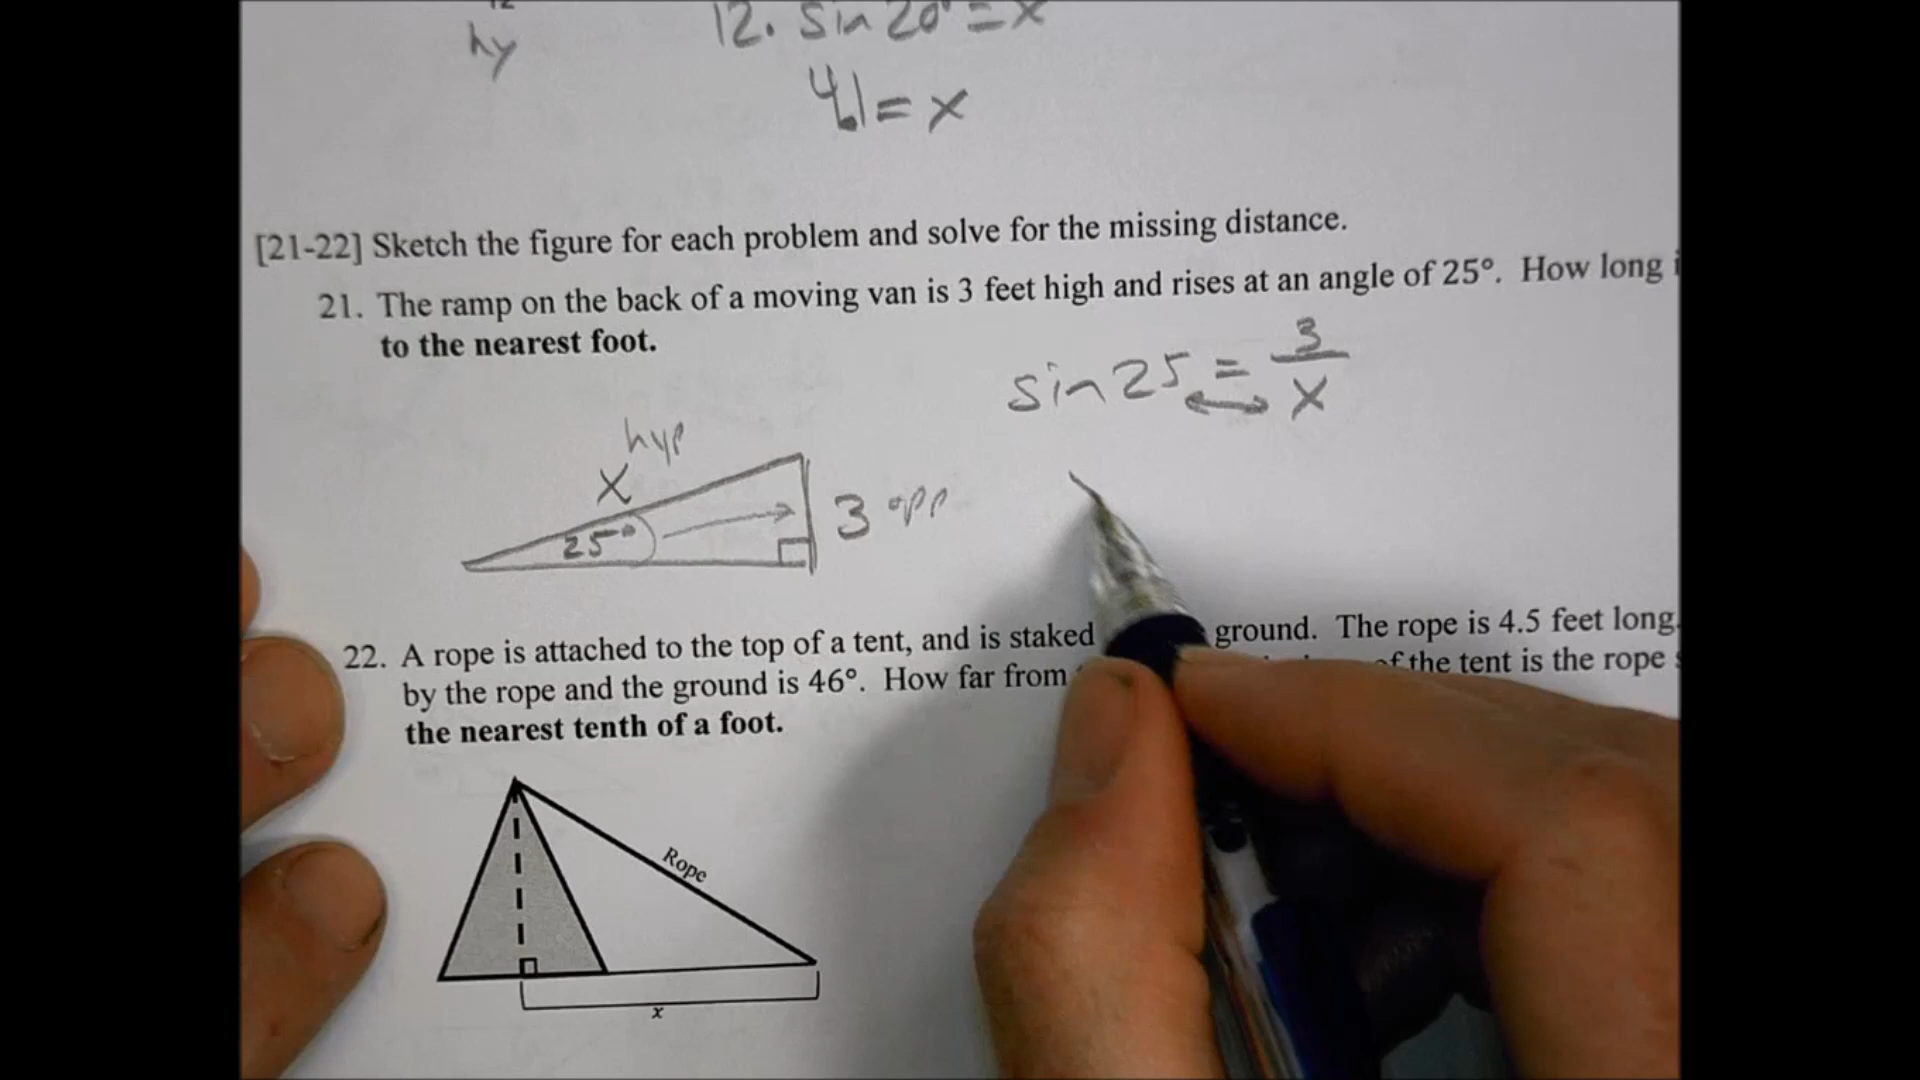 12. sin 20° = x
hy
4.1 = x
[21-22] Sketch the figure for each problem and solve for the missing distance.
21. The ramp on the back of a moving van is 3 feet high and rises at an angle of 25°. How long
to the nearest foot.
sin 25 = 3/x
hyp
x
25°
3 opp
22. A rope is attached to the top of a tent, and is staked ground. The rope is 4.5 feet long.
by the rope and the ground is 46°. How far from of the tent is the rope
the nearest tenth of a foot.
Rope
x